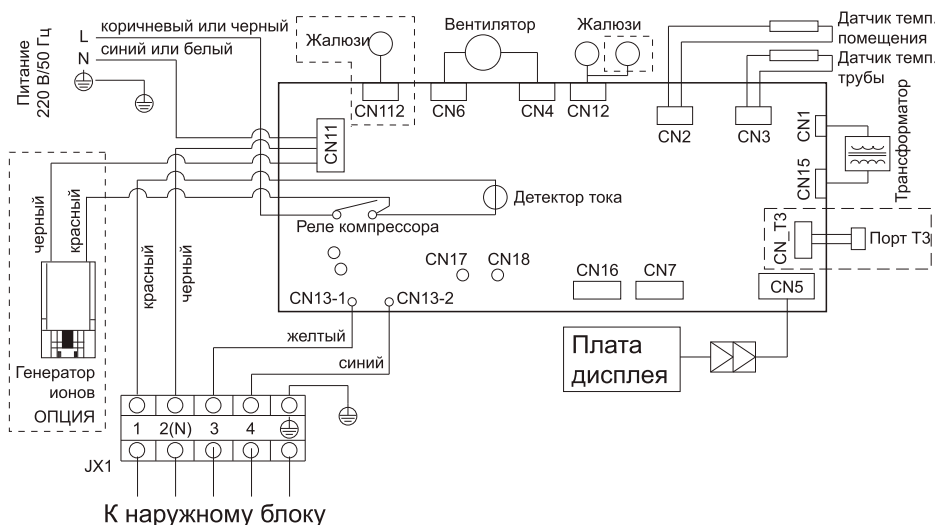 Питание
220 В/50 Гц
L
коричневый или черный
N
синий или белый
Жалюзи
Вентилятор
Жалюзи
Датчик темп.
помещения
Датчик темп.
трубы
CN112
CN6
CN4
CN12
CN2
CN3
CN1
CN15
Трансформатор
CN11
Детектор тока
Реле компрессора
CN_T3
Порт Т3
CN17
CN18
CN16
CN7
CN5
CN13-1
CN13-2
черный
красный
красный
черный
желтый
синий
Генератор
ионов
ОПЦИЯ
Плата
дисплея
1
2(N)
3
4
JX1
К наружному блоку